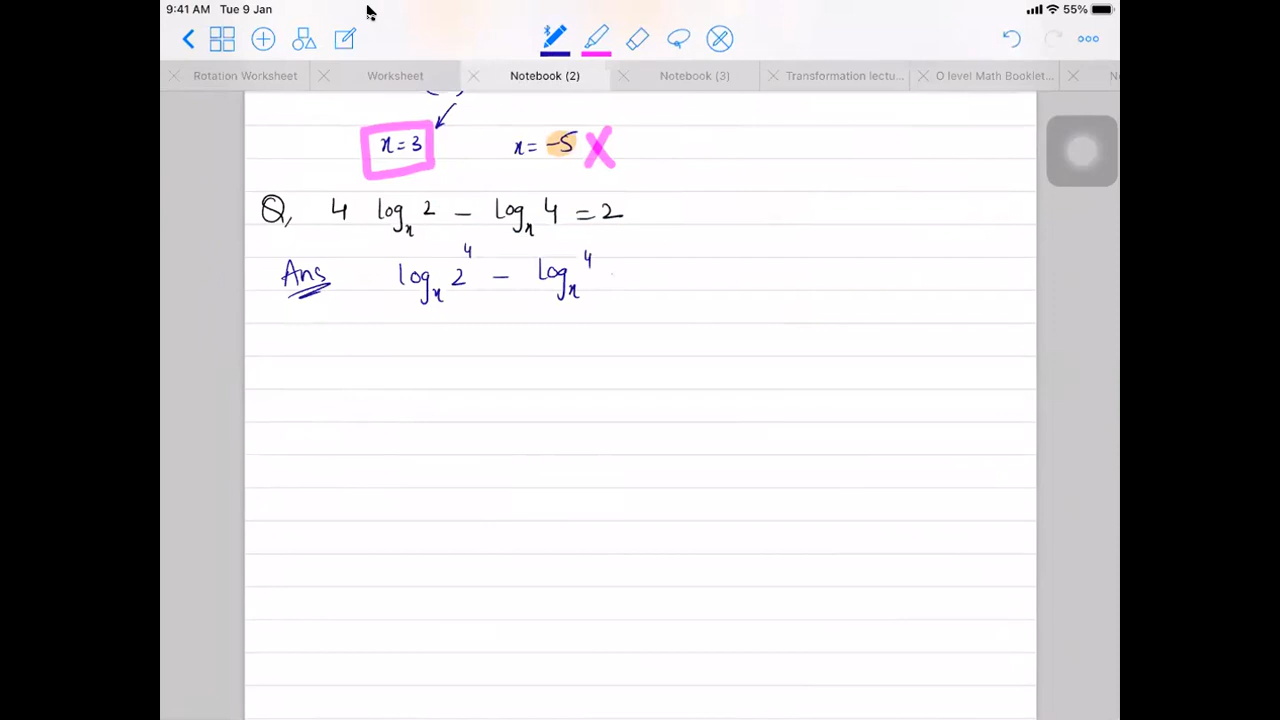 9:41 AM Tue 9 Jan 55%
Rotation Worksheet Worksheet Notebook (2) Notebook (3) Transformation lectu... O level Math Booklet...
x = 3 x = -5
Q, 4 logₓ 2 - logₓ 4 = 2
Ans logₓ 2⁴ - logₓ 4